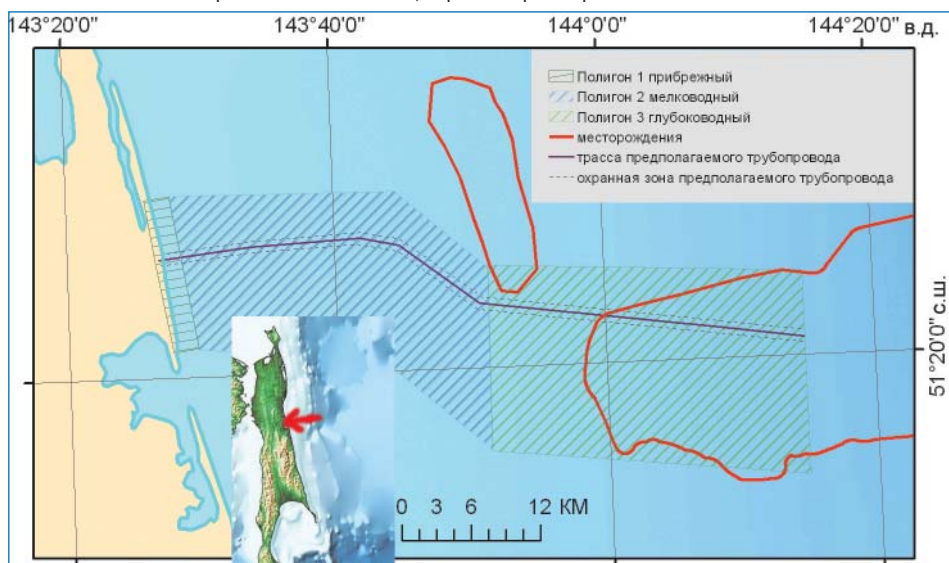 143°20'0"
143°40'0"
144°0'0"
144°20'0" в.д.
Полигон 1 прибрежный
Полигон 2 мелководный
Полигон 3 глубоководный
месторождения
трасса предполагаемого трубопровода
охранная зона предполагаемого трубопровода
51°20'0" с.ш.
0 3 6 12 КМ